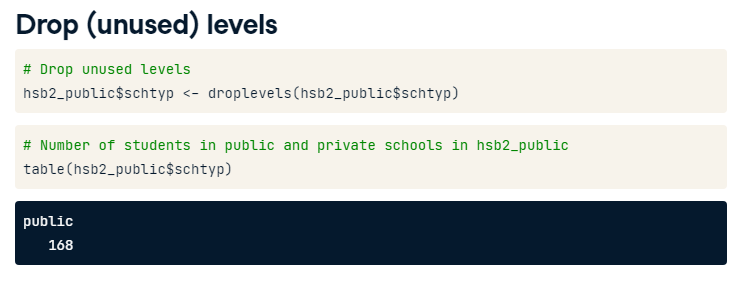 Drop (unused) levels
# Drop unused levels
hsb2_public$schtyp <- droplevels(hsb2_public$schtyp)
# Number of students in public and private schools in hsb2_public
table(hsb2_public$schtyp)
public
   168